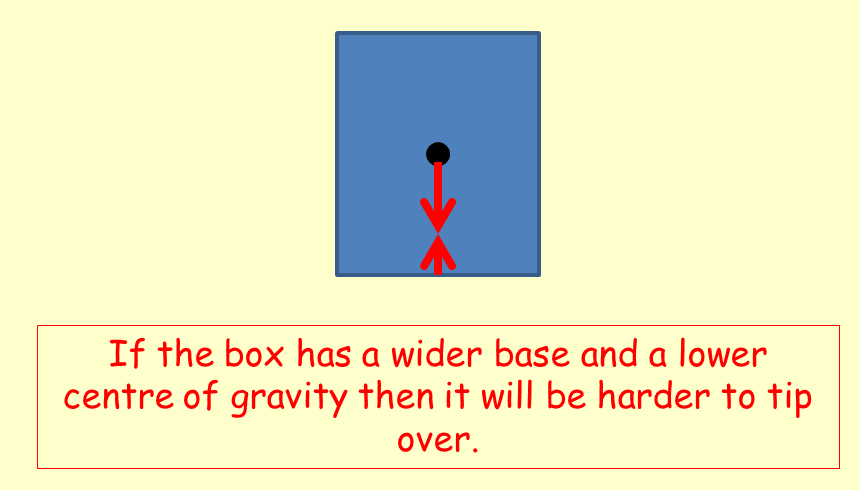 If the box has a wider base and a lower
centre of gravity then it will be harder to tip
over.